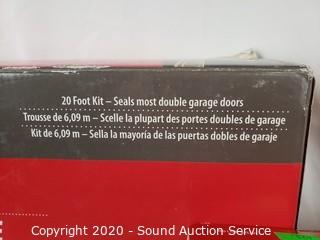 20 Foot Kit – Seals most double garage doors
Trousse de 6,09 m – Scelle la plupart des portes doubles de garage
Kit de 6,09 m – Sella la mayoría de las puertas dobles de garaje
Copyright 2020 - Sound Auction Service